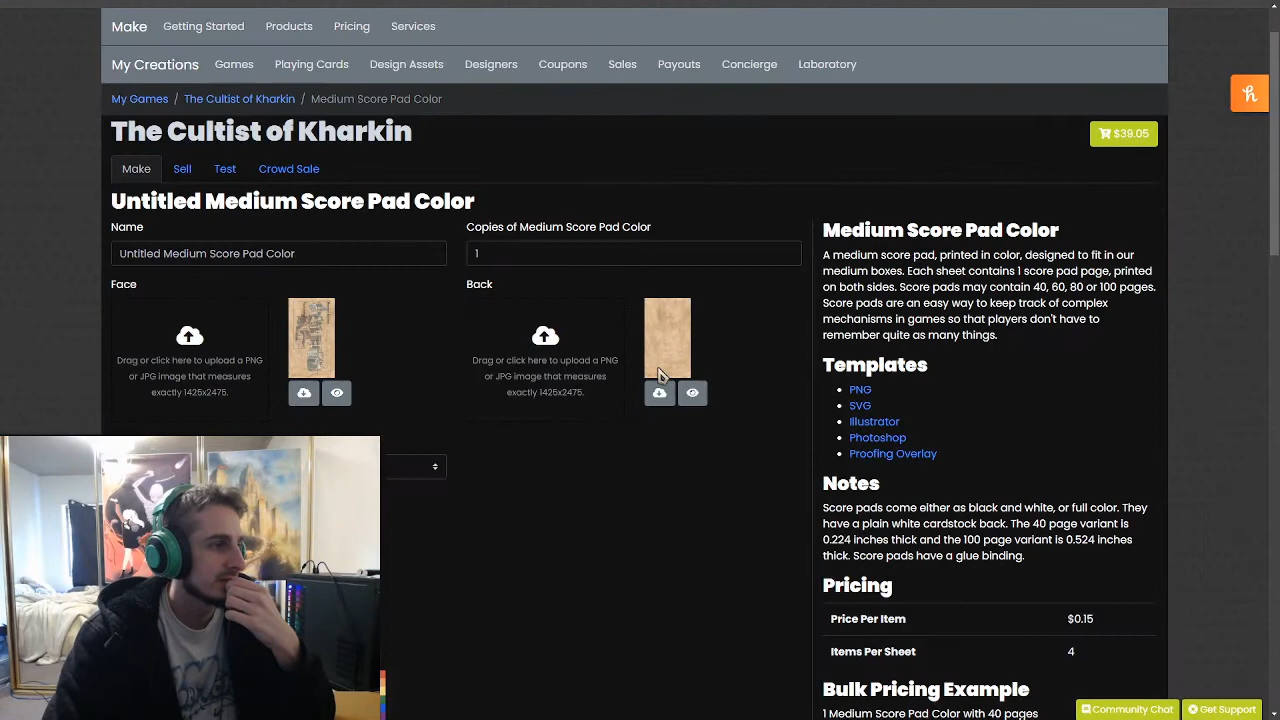 Make Getting Started Products Pricing Services
My Creations Games Playing Cards Design Assets Designers Coupons Sales Payouts Concierge Laboratory
My Games / The Cultist of Kharkin / Medium Score Pad Color
The Cultist of Kharkin
$39.05
Make Sell Test Crowd Sale
Untitled Medium Score Pad Color
Name
Untitled Medium Score Pad Color
Copies of Medium Score Pad Color
1
Face
Drag or click here to upload a PNG
or JPG image that measures
exactly 1425x2475.
Back
Drag or click here to upload a PNG
or JPG image that measures
exactly 1425x2475.
Medium Score Pad Color
A medium score pad, printed in color, designed to fit in our
medium boxes. Each sheet contains 1 score pad page, printed
on both sides. Score pads may contain 40, 60, 80 or 100 pages.
Score pads are an easy way to keep track of complex
mechanisms in games so that players don't have to
remember quite as many things.
Templates
PNG
SVG
Illustrator
Photoshop
Proofing Overlay
Notes
Score pads come either as black and white, or full color. They
have a plain white cardstock back. The 40 page variant is
0.224 inches thick and the 100 page variant is 0.524 inches
thick. Score pads have a glue binding.
Pricing
Price Per Item $0.15
Items Per Sheet 4
Bulk Pricing Example
1 Medium Score Pad Color with 40 pages
Community Chat
Get Support